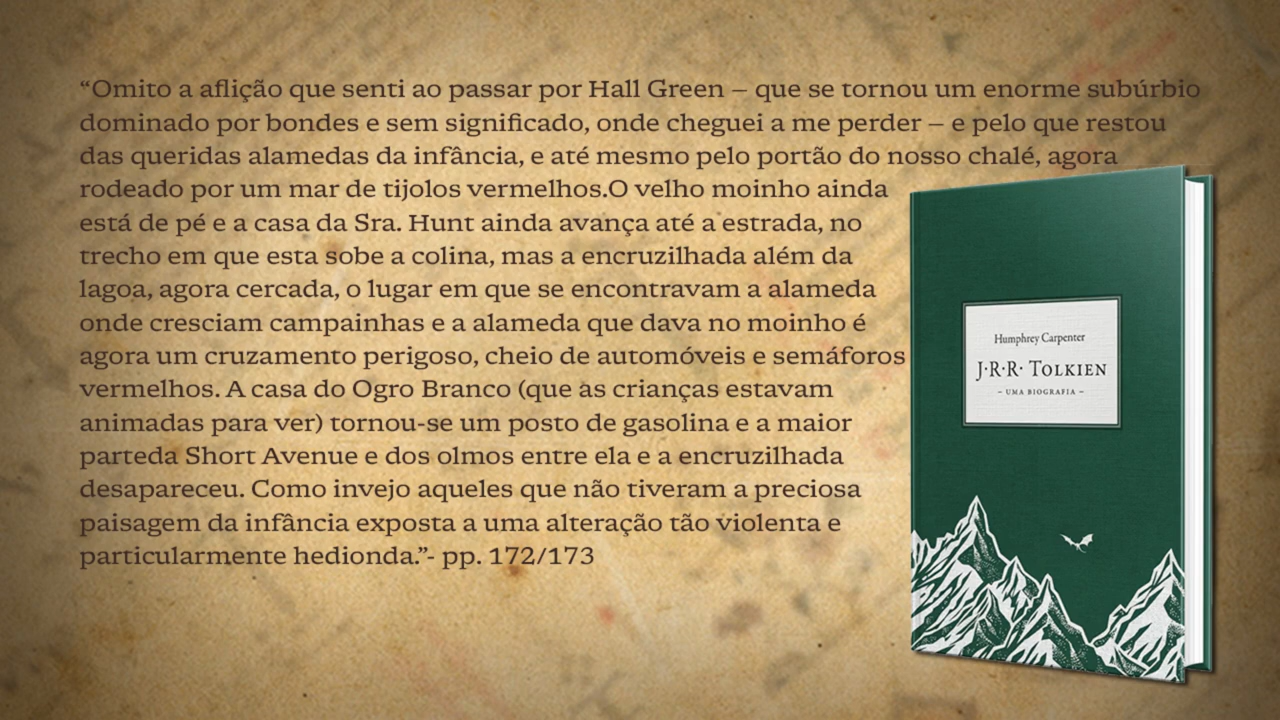 “Omito a aflição que senti ao passar por Hall Green – que se tornou um enorme subúrbio
dominado por bondes e sem significado, onde cheguei a me perder – e pelo que restou
das queridas alamedas da infância, e até mesmo pelo portão do nosso chalé, agora
rodeado por um mar de tijolos vermelhos.O velho moinho ainda
está de pé e a casa da Sra. Hunt ainda avança até a estrada, no
trecho em que esta sobe a colina, mas a encruzilhada além da
lagoa, agora cercada, o lugar em que se encontravam a alameda
onde cresciam campainhas e a alameda que dava no moinho é
agora um cruzamento perigoso, cheio de automóveis e semáforos
vermelhos. A casa do Ogro Branco (que as crianças estavam
animadas para ver) tornou-se um posto de gasolina e a maior
parteda Short Avenue e dos olmos entre ela e a encruzilhada
desapareceu. Como invejo aqueles que não tiveram a preciosa
paisagem da infância exposta a uma alteração tão violenta e
particularmente hedionda.”- pp. 172/173
Humphrey Carpenter
J·R·R· TOLKIEN
– UMA BIOGRAFIA –